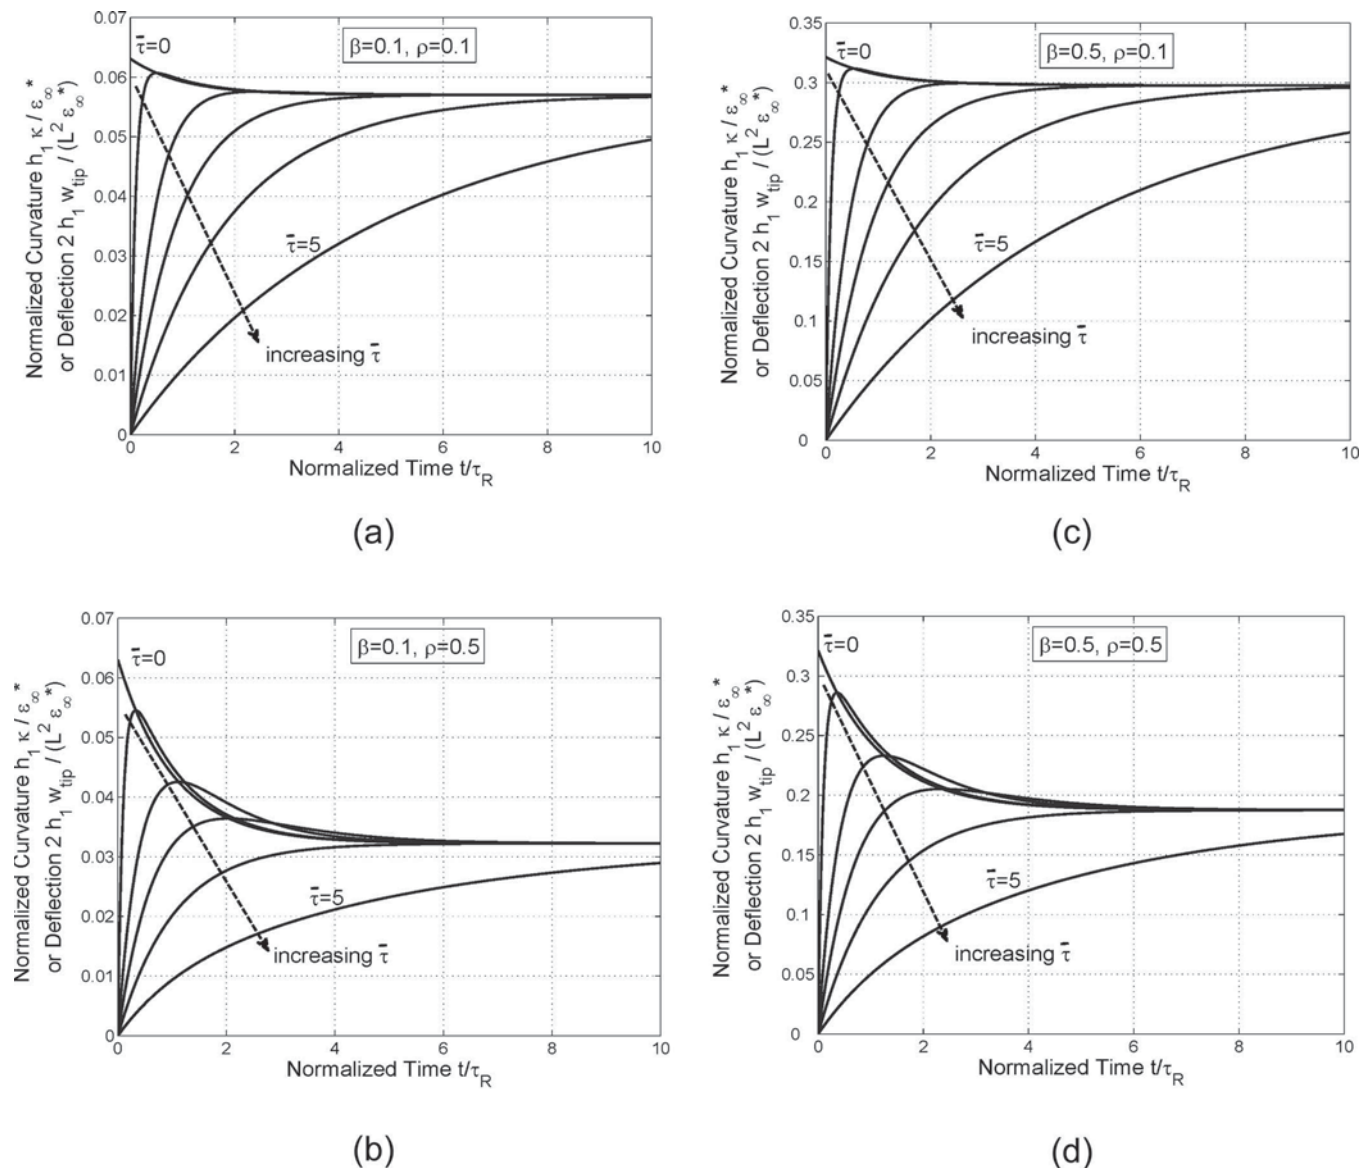 Normalized Curvature h₁ κ / ε∞*
or Deflection 2 h₁ w_tip / (L² ε∞*)
0.07
0.06
0.05
0.04
0.03
0.02
0.01
0
τ̄=0
β=0.1, ρ=0.1
τ̄=5
increasing τ̄
0 2 4 6 8 10
Normalized Time t/τ_R
(a)
Normalized Curvature h₁ κ / ε∞*
or Deflection 2 h₁ w_tip / (L² ε∞*)
0.35
0.3
0.25
0.2
0.15
0.1
0.05
0
τ̄=0
β=0.5, ρ=0.1
τ̄=5
increasing τ̄
0 2 4 6 8 10
Normalized Time t/τ_R
(c)
Normalized Curvature h₁ κ / ε∞*
or Deflection 2 h₁ w_tip / (L² ε∞*)
0.07
0.06
0.05
0.04
0.03
0.02
0.01
0
τ̄=0
β=0.1, ρ=0.5
τ̄=5
increasing τ̄
0 2 4 6 8 10
Normalized Time t/τ_R
(b)
Normalized Curvature h₁ κ / ε∞*
or Deflection 2 h₁ w_tip / (L² ε∞*)
0.35
0.3
0.25
0.2
0.15
0.1
0.05
0
τ̄=0
β=0.5, ρ=0.5
τ̄=5
increasing τ̄
0 2 4 6 8 10
Normalized Time t/τ_R
(d)